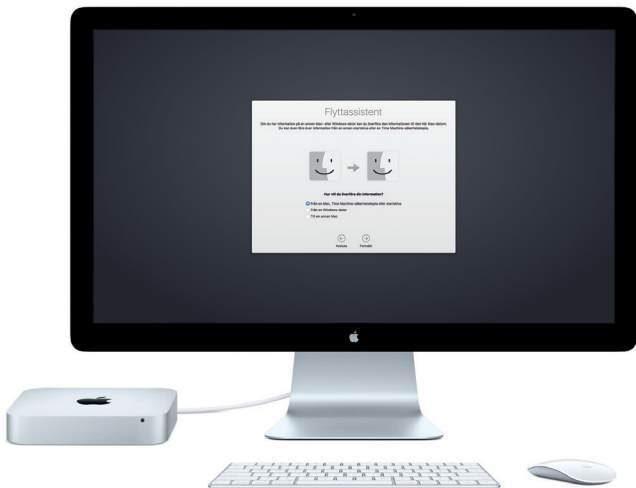 Flyttassistent
Om du har information på en annan Mac- eller Windows-dator kan du överföra den informationen till den här Mac-datorn.
Du kan även föra över information från en annan startskiva eller en Time Machine-säkerhetskopia.
Hur vill du överföra din information?
Från en Mac, Time Machine-säkerhetskopia eller startskiva
Från en Windows-dator
Till en annan Mac
Avsluta
Fortsätt